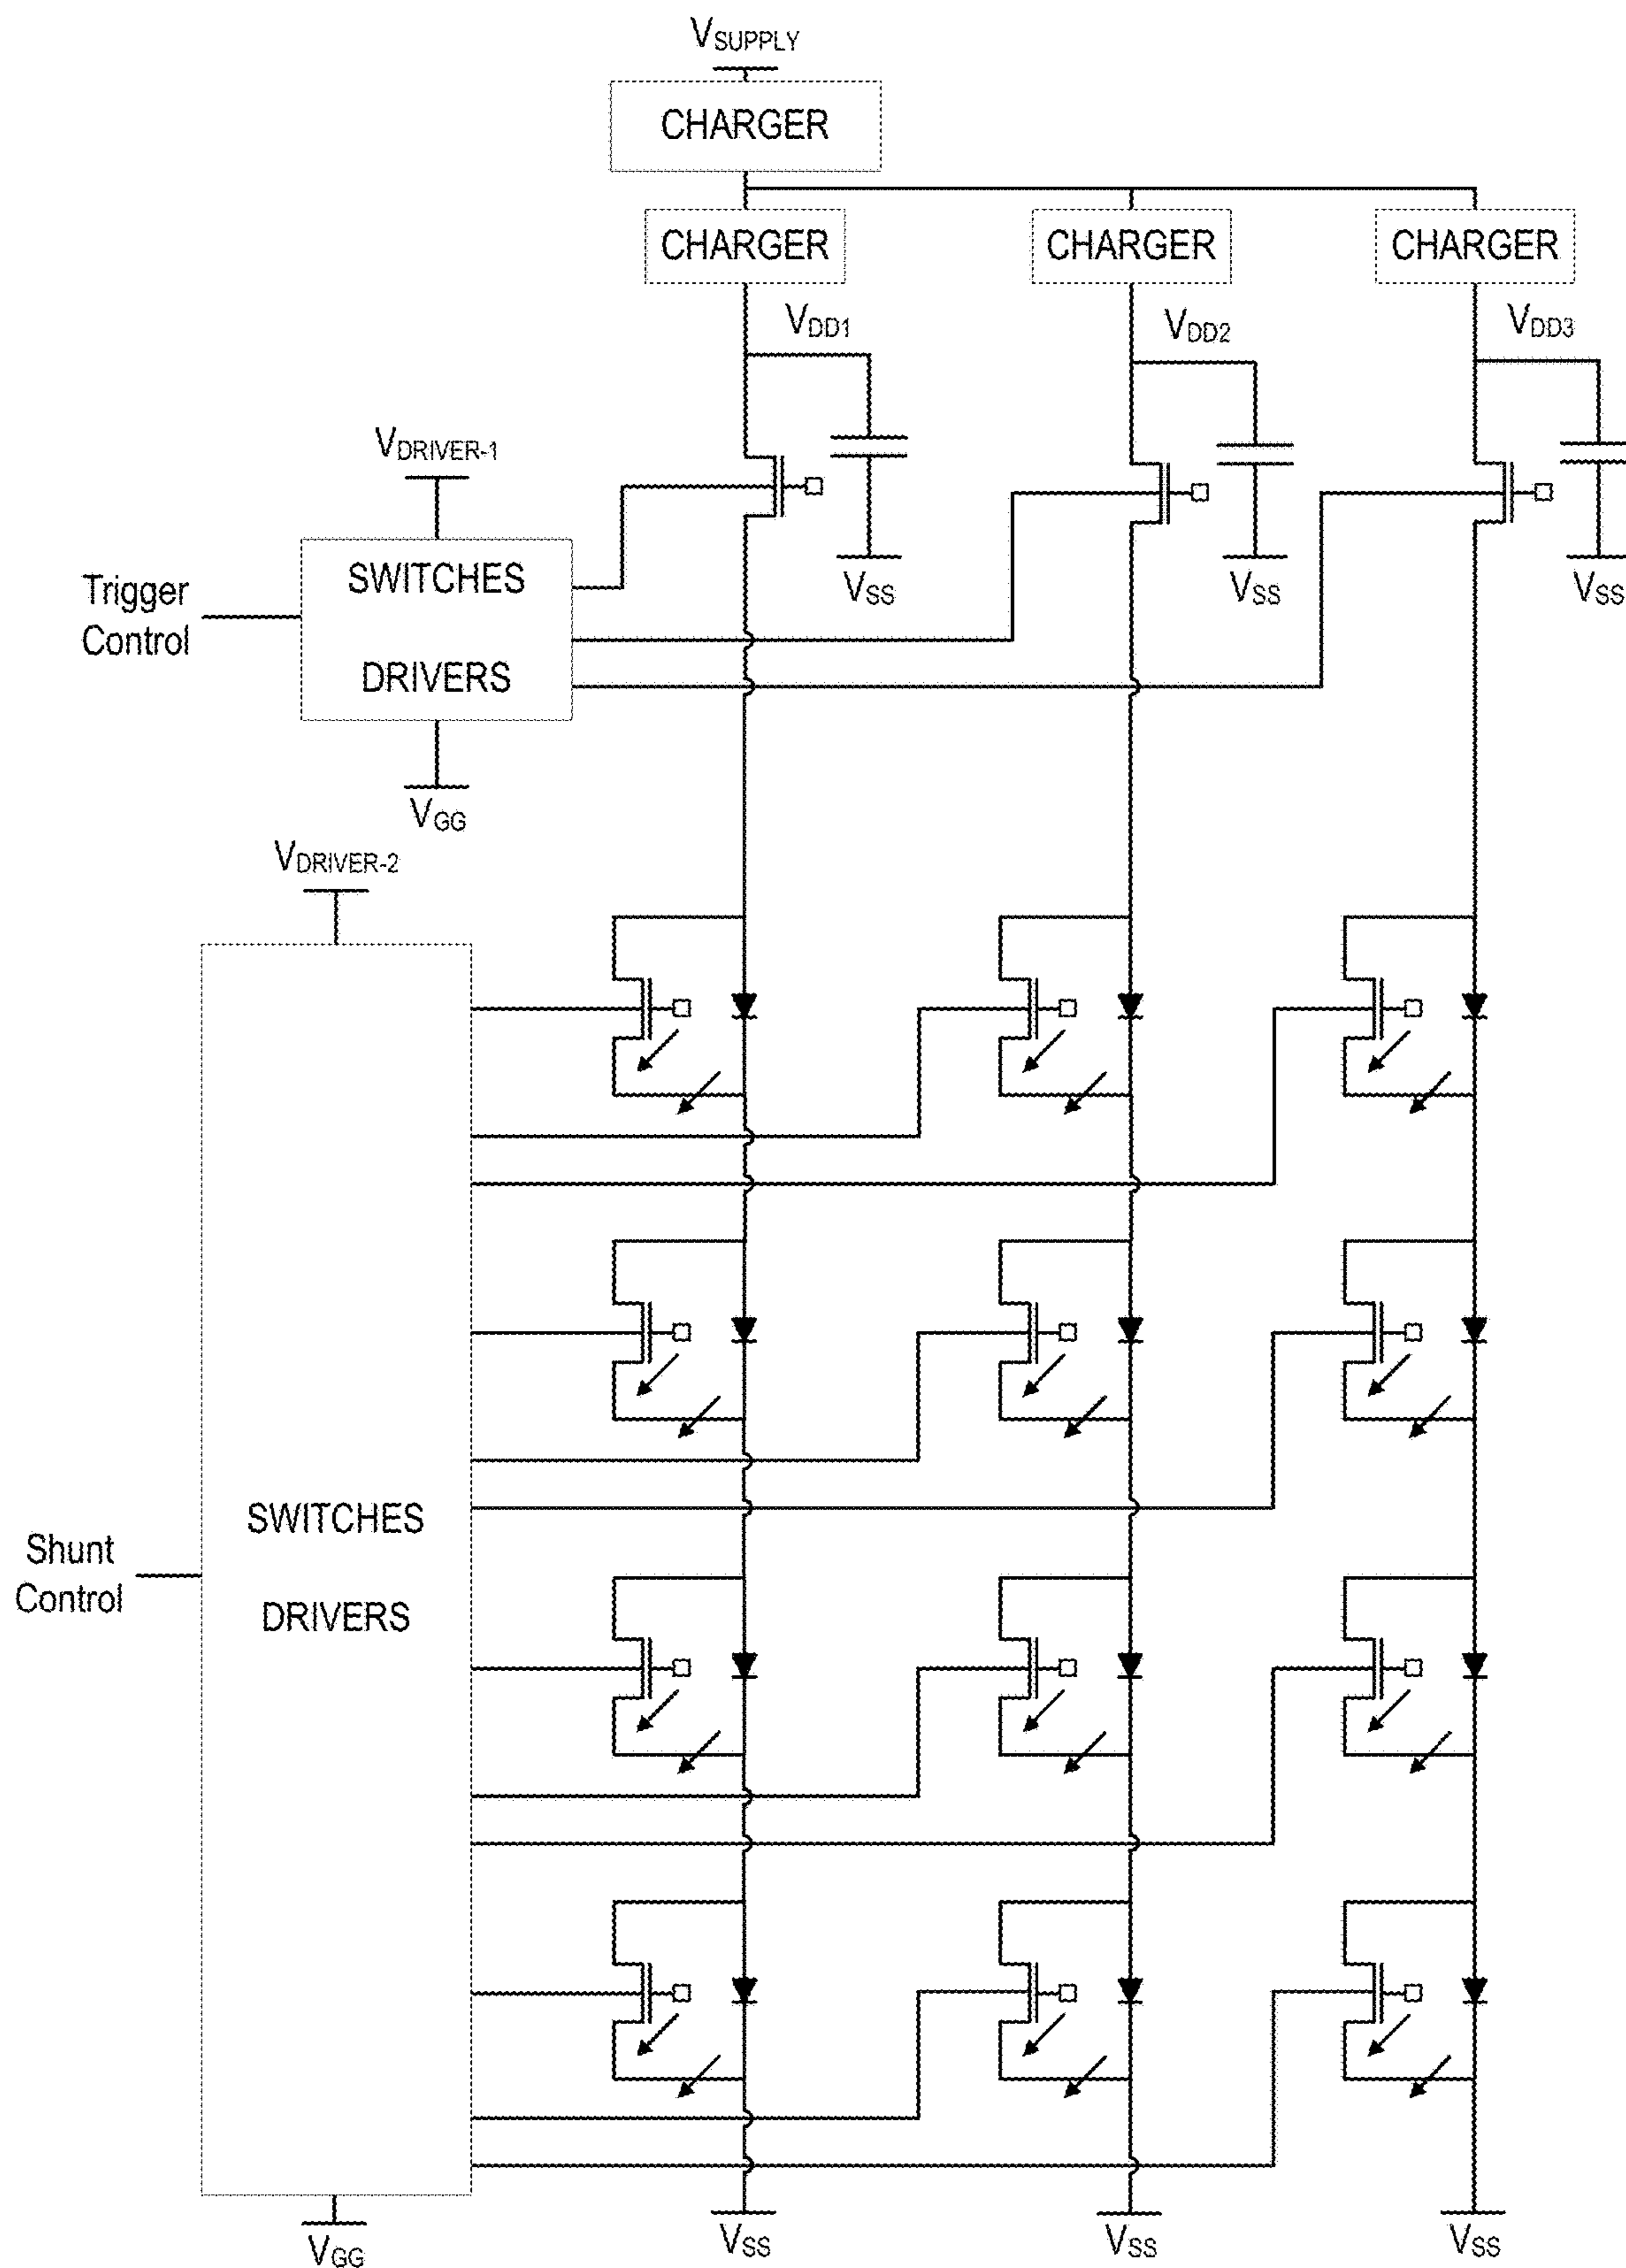 VSUPPLY
CHARGER
CHARGER CHARGER CHARGER
VDD1 VDD2 VDD3
VDRIVER-1
VSS VSS VSS
Trigger
Control
SWITCHES
DRIVERS
VGG
VDRIVER-2
Shunt
Control
SWITCHES
DRIVERS
VGG
VSS VSS VSS